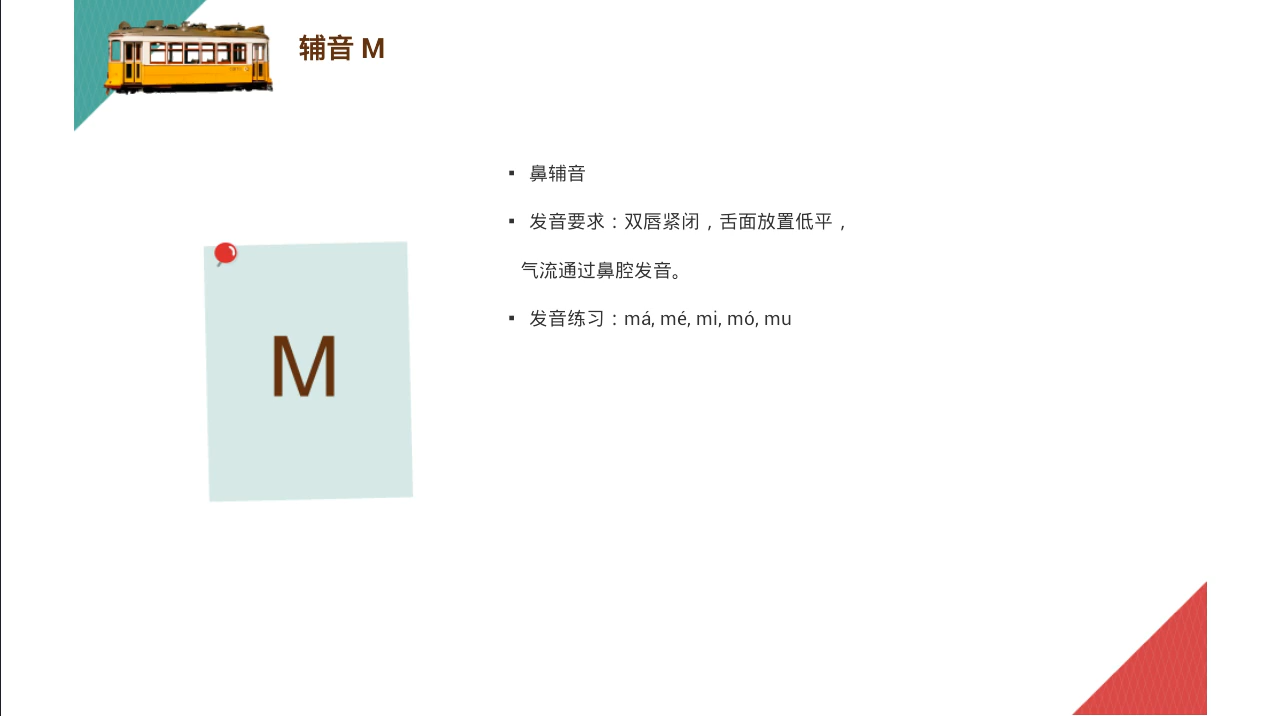 辅音 M
▪ 鼻辅音
▪ 发音要求：双唇紧闭，舌面放置低平，
气流通过鼻腔发音。
▪ 发音练习：má, mé, mi, mó, mu
M